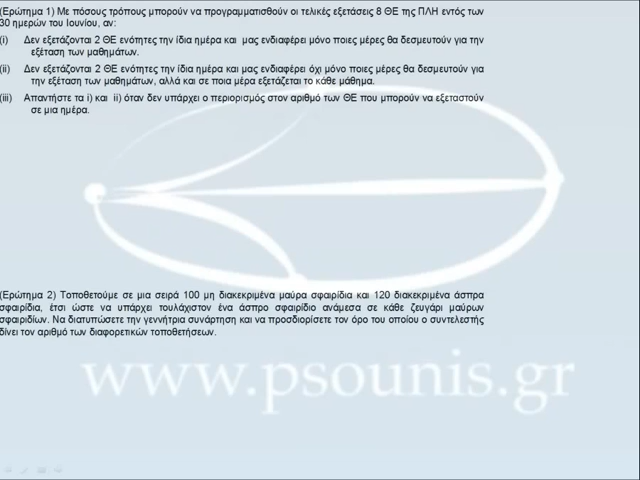 (Ερώτημα 1) Με πόσους τρόπους μπορούν να προγραμματισθούν οι τελικές εξετάσεις 8 ΘΕ της ΠΛΗ εντός των
30 ημερών του Ιουνίου, αν:
(i) Δεν εξετάζονται 2 ΘΕ ενότητες την ίδια ημέρα και μας ενδιαφέρει μόνο ποιες μέρες θα δεσμευτούν για την
εξέταση των μαθημάτων.
(ii) Δεν εξετάζονται 2 ΘΕ ενότητες την ίδια ημέρα και μας ενδιαφέρει όχι μόνο ποιες μέρες θα δεσμευτούν για
την εξέταση των μαθημάτων, αλλά και σε ποια μέρα εξετάζεται το κάθε μάθημα.
(iii) Απαντήστε τα i) και ii) όταν δεν υπάρχει ο περιορισμός στον αριθμό των ΘΕ που μπορούν να εξεταστούν
σε μια ημέρα.
(Ερώτημα 2) Τοποθετούμε σε μια σειρά 100 μη διακεκριμένα μαύρα σφαιρίδια και 120 διακεκριμένα άσπρα
σφαιρίδια, έτσι ώστε να υπάρχει τουλάχιστον ένα άσπρο σφαιρίδιο ανάμεσα σε κάθε ζευγάρι μαύρων
σφαιριδίων. Να διατυπώσετε την γεννήτρια συνάρτηση και να προσδιορίσετε τον όρο του οποίου ο συντελεστής
δίνει τον αριθμό των διαφορετικών τοποθετήσεων.
www.psounis.gr